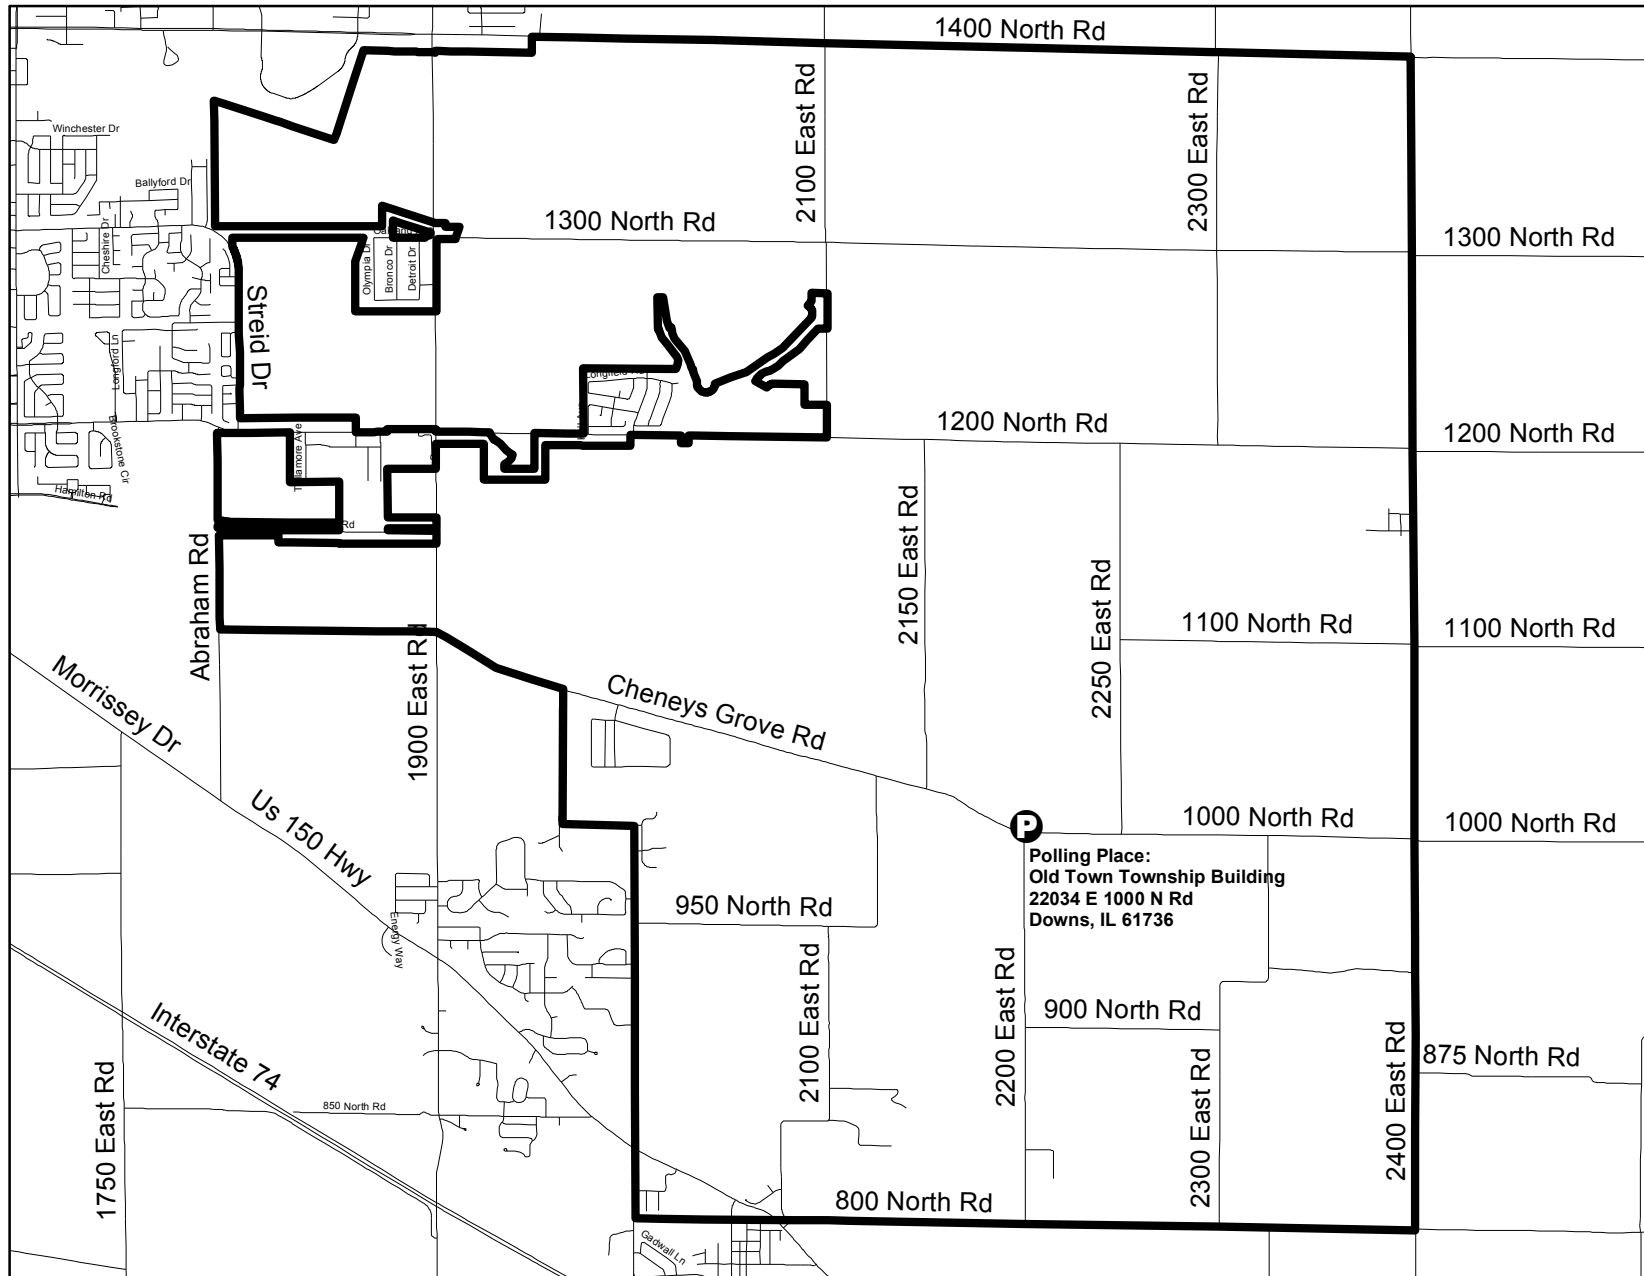 1400 North Rd
2100 East Rd
2300 East Rd
Winchester Dr
Ballyford Dr
Cheshire Dr
1300 North Rd
1300 North Rd
Olympia Dr
Bronco Dr
Detroit Dr
Streid Dr
Longford Ln
Brookstone Cir
Hamilton Rd
1200 North Rd
1200 North Rd
Rd
Abraham Rd
2150 East Rd
2250 East Rd
1100 North Rd
1100 North Rd
1900 East Rd
Morrissey Dr
Cheneys Grove Rd
Us 150 Hwy
1000 North Rd
1000 North Rd
P
Polling Place:
Old Town Township Building
22034 E 1000 N Rd
Downs, IL 61736
950 North Rd
Energy Way
2100 East Rd
2200 East Rd
900 North Rd
Interstate 74
850 North Rd
1750 East Rd
2300 East Rd
2400 East Rd
875 North Rd
800 North Rd
Gadwall Ln